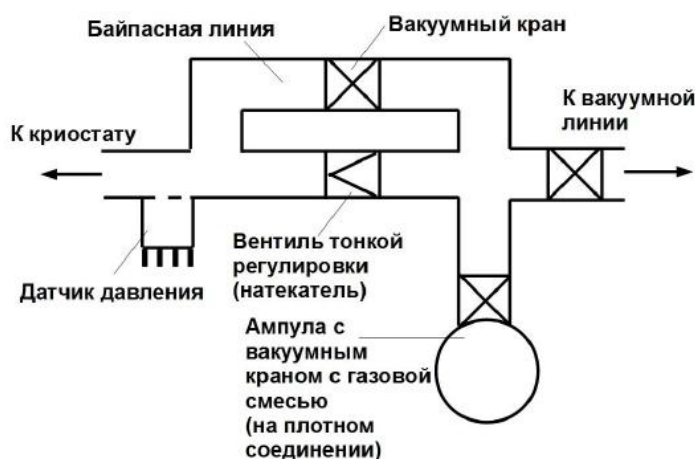 Байпасная линия
Вакуумный кран
К криостату
К вакуумной
линии
Датчик давления
Вентиль тонкой
регулировки
(натекатель)
Ампула с
вакуумным
краном с газовой
смесью
(на плотном
соединении)